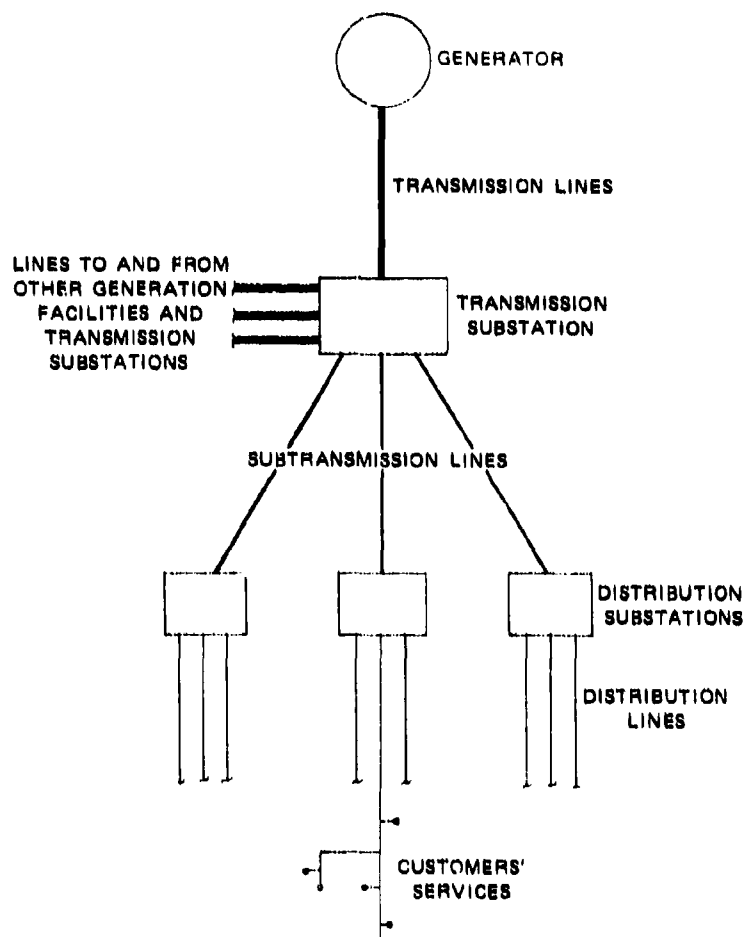 GENERATOR
TRANSMISSION LINES
LINES TO AND FROM
OTHER GENERATION
FACILITIES AND
TRANSMISSION
SUBSTATIONS
TRANSMISSION
SUBSTATION
SUBTRANSMISSION LINES
DISTRIBUTION
SUBSTATIONS
DISTRIBUTION
LINES
CUSTOMERS'
SERVICES